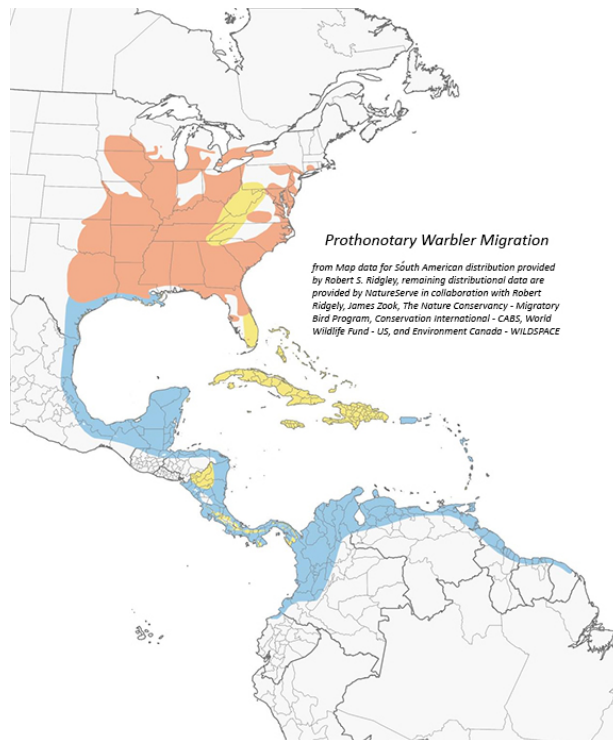 Prothonotary Warbler Migration
from Map data for South American distribution provided
by Robert S. Ridgley, remaining distributional data are
provided by NatureServe in collaboration with Robert
Ridgely, James Zook, The Nature Conservancy - Migratory
Bird Program, Conservation International - CABS, World
Wildlife Fund - US, and Environment Canada - WILDSPACE